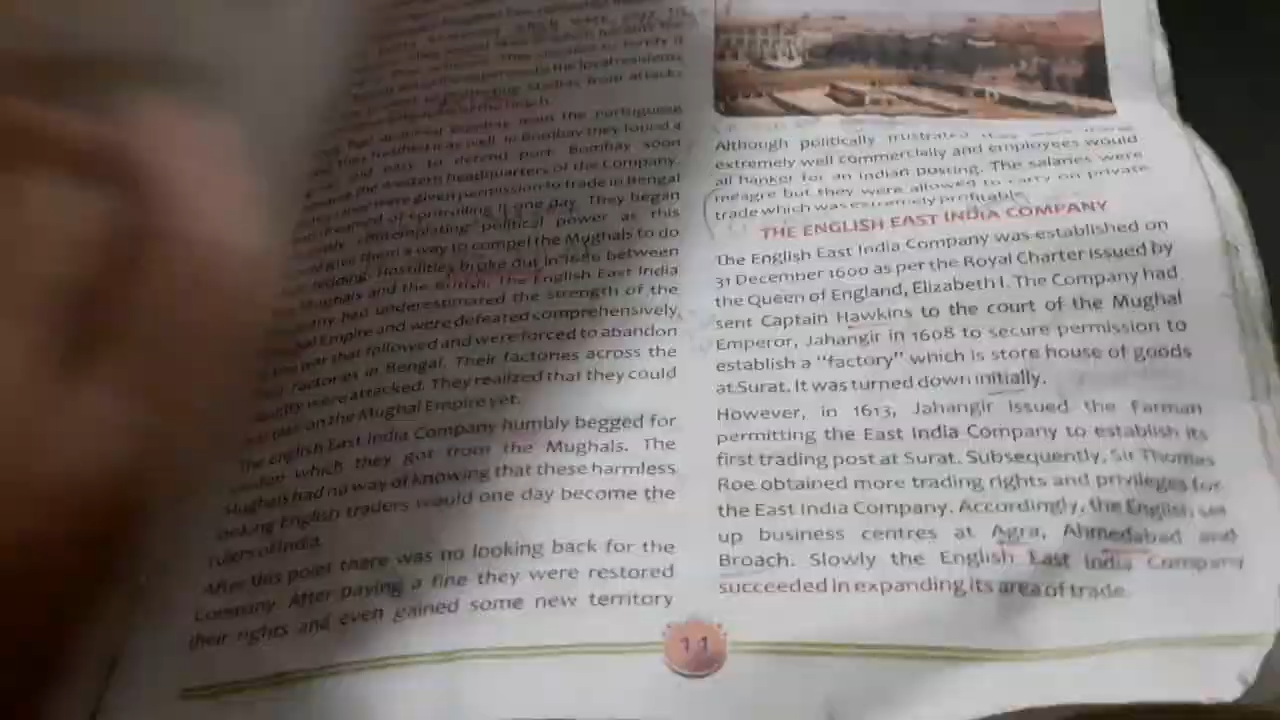 the local residents
Madras from attacks
from the Portuguese
as well. In Bombay they found a
and easy to defend port. Bombay soon
western headquarters of the Company.
were given permission to trade in Bengal
of controlling it one day. They began
contemplating political power as this
give them a way to compel the Mughals to do
Hostilities broke out in 1686 between
Mughals and the British. The English East India
had underestimated the strength of the
Empire and were defeated comprehensively
war that followed and were forced to abandon
factories in Bengal. Their factories across the
were attacked. They realized that they could
on the Mughal Empire yet.
The English East India Company humbly begged for
which they got from the Mughals. The
Mughals had no way of knowing that these harmless
looking English traders would one day become the
rulers of India.
After this point there was no looking back for the
Company. After paying a fine they were restored
their rights and even gained some new territory
Although politically frustrated
extremely well commercially and employees would
all hanker for an Indian posting. The salaries were
meagre but they were allowed to carry on private
trade which was extremely profitable.
THE ENGLISH EAST INDIA COMPANY
The English East India Company was established on
31 December 1600 as per the Royal Charter issued by
the Queen of England, Elizabeth I. The Company had
sent Captain Hawkins to the court of the Mughal
Emperor, Jahangir in 1608 to secure permission to
establish a "factory" which is store house of goods
at Surat. It was turned down initially.
However, in 1613, Jahangir issued the Farman
permitting the East India Company to establish its
first trading post at Surat. Subsequently, Sir Thomas
Roe obtained more trading rights and privileges for
the East India Company. Accordingly, the English set
up business centres at Agra, Ahmedabad and
Broach. Slowly the English East India Company
succeeded in expanding its area of trade.
11